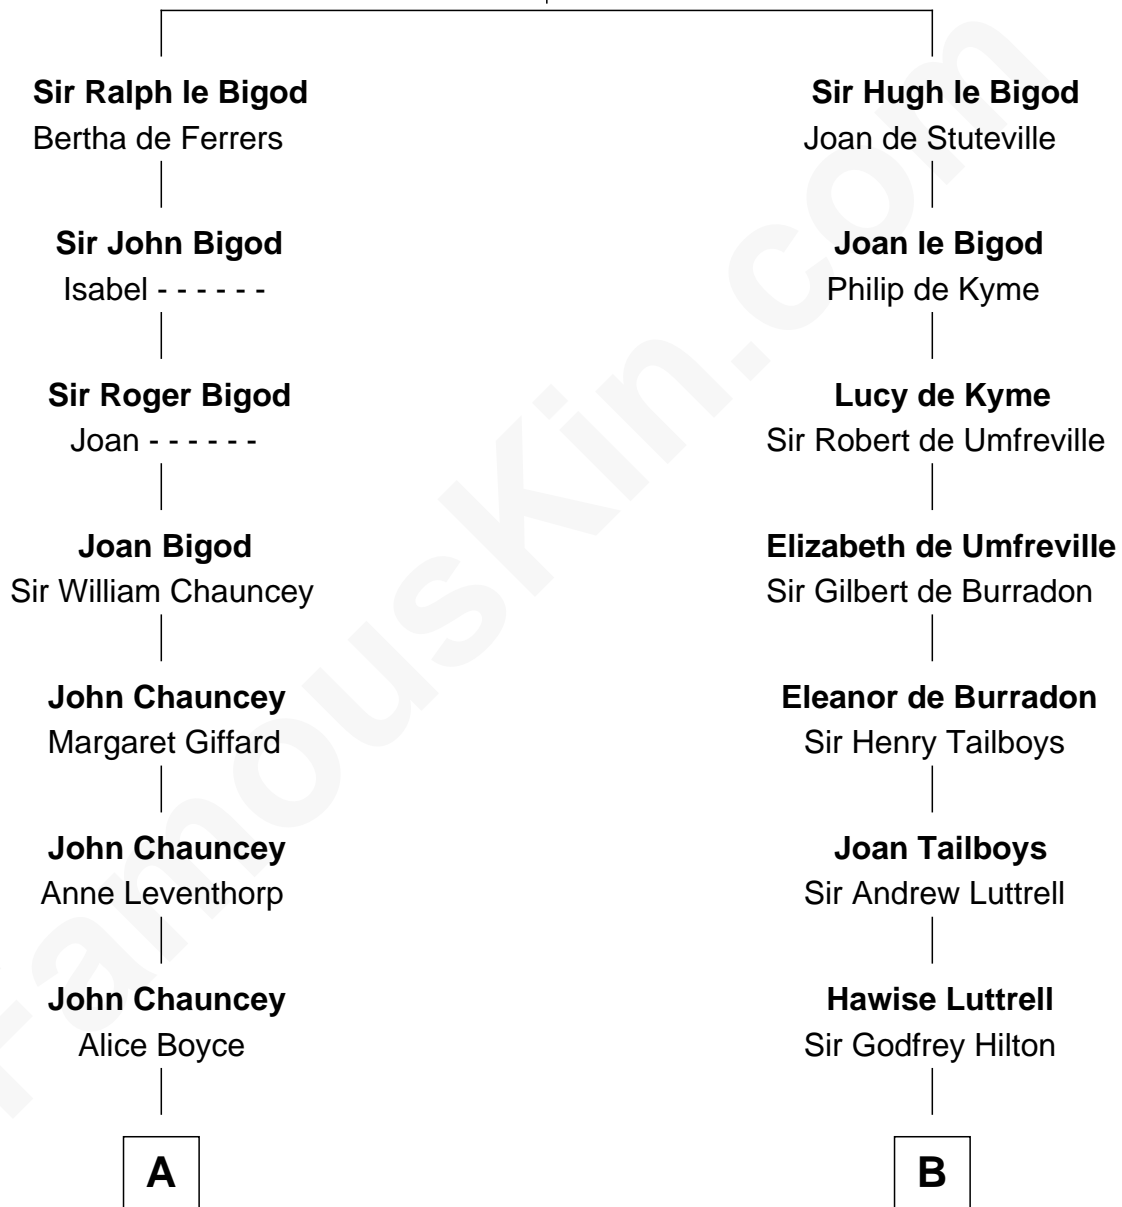 Sir Ralph le Bigod
Bertha de Ferrers
Sir John Bigod
Isabel - - - - - -
Sir Roger Bigod
Joan - - - - - -
Joan Bigod
Sir William Chauncey
John Chauncey
Margaret Giffard
John Chauncey
Anne Leventhorp
John Chauncey
Alice Boyce
A
Sir Hugh le Bigod
Joan de Stuteville
Joan le Bigod
Philip de Kyme
Lucy de Kyme
Sir Robert de Umfreville
Elizabeth de Umfreville
Sir Gilbert de Burradon
Eleanor de Burradon
Sir Henry Tailboys
Joan Tailboys
Sir Andrew Luttrell
Hawise Luttrell
Sir Godfrey Hilton
B
FamousKin.com